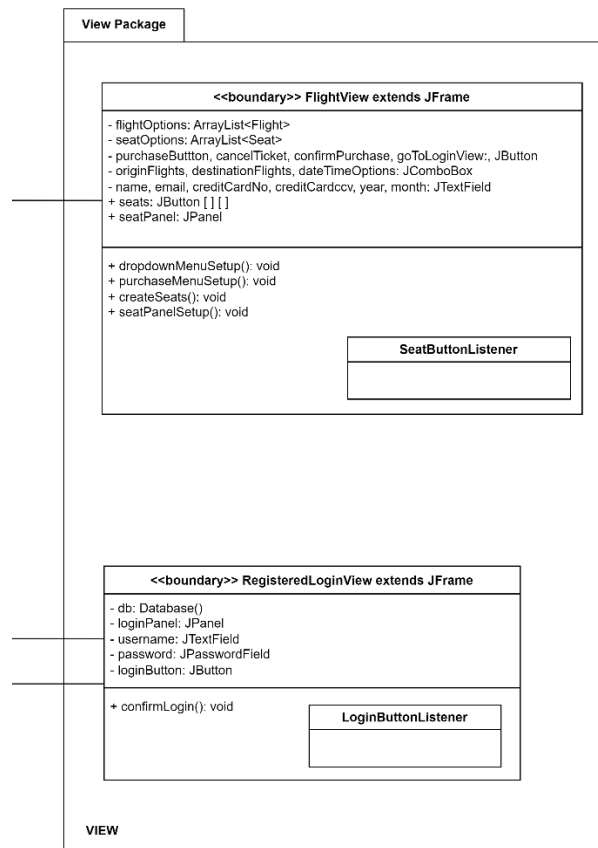 View Package
<<boundary>> FlightView extends JFrame
- flightOptions: ArrayList<Flight>
- seatOptions: ArrayList<Seat>
- purchaseButtton, cancelTicket, confirmPurchase, goToLoginView:, JButton
- originFlights, destinationFlights, dateTimeOptions: JComboBox
- name, email, creditCardNo, creditCardccv, year, month: JTextField
+ seats: JButton [ ] [ ]
+ seatPanel: JPanel
+ dropdownMenuSetup(): void
+ purchaseMenuSetup(): void
+ createSeats(): void
+ seatPanelSetup(): void
SeatButtonListener
<<boundary>> RegisteredLoginView extends JFrame
- db: Database()
- loginPanel: JPanel
- username: JTextField
- password: JPasswordField
- loginButton: JButton
+ confirmLogin(): void
LoginButtonListener
VIEW